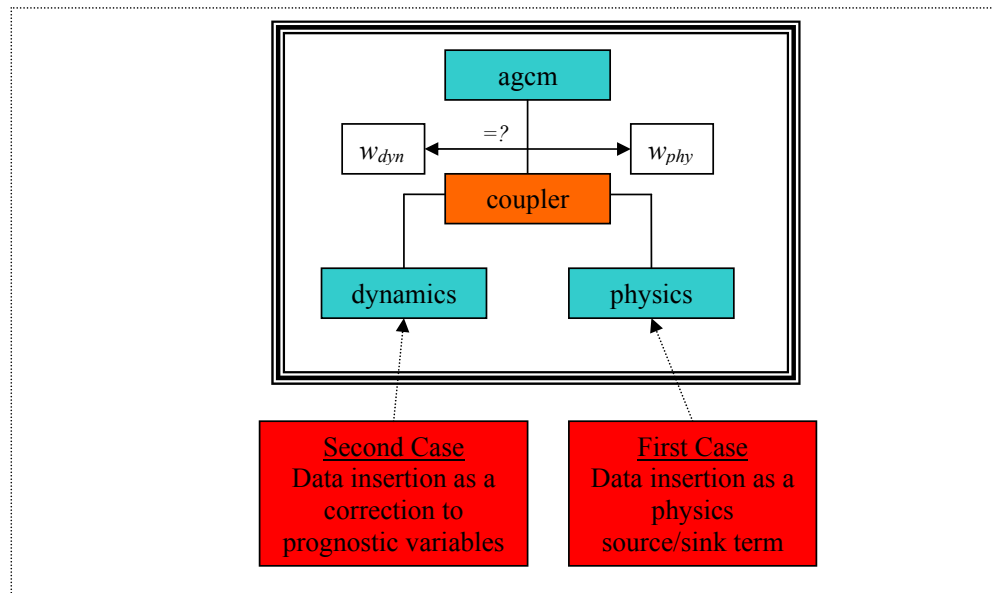 agcm
=?
w_dyn
w_phy
coupler
dynamics
physics
Second Case
Data insertion as a
correction to
prognostic variables
First Case
Data insertion as a
physics
source/sink term